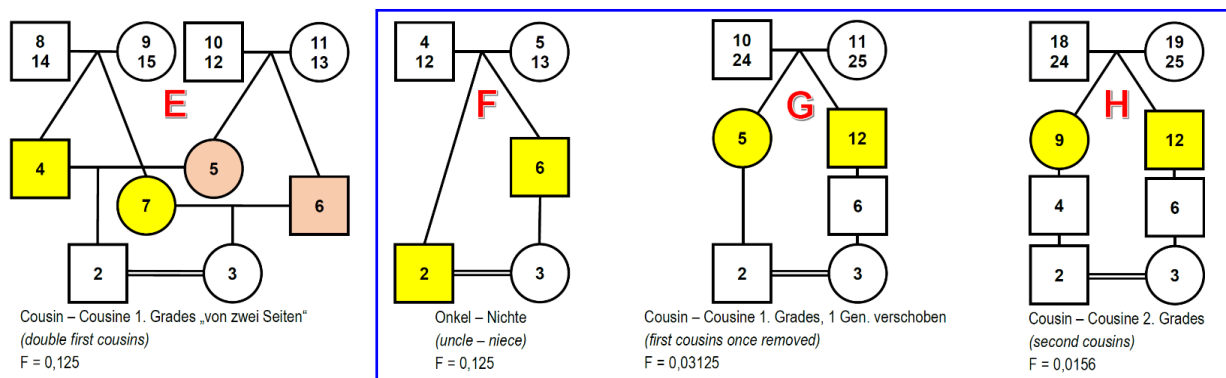 8
14
9
15
10
12
11
13
E
4
5
7
6
2
3
Cousin – Cousine 1. Grades „von zwei Seiten“
(double first cousins)
F = 0,125
4
12
5
13
F
6
2
3
Onkel – Nichte
(uncle – niece)
F = 0,125
10
24
11
25
G
5
12
6
2
3
Cousin – Cousine 1. Grades, 1 Gen. verschoben
(first cousins once removed)
F = 0,03125
18
24
19
25
H
9
12
4
6
2
3
Cousin – Cousine 2. Grades
(second cousins)
F = 0,0156